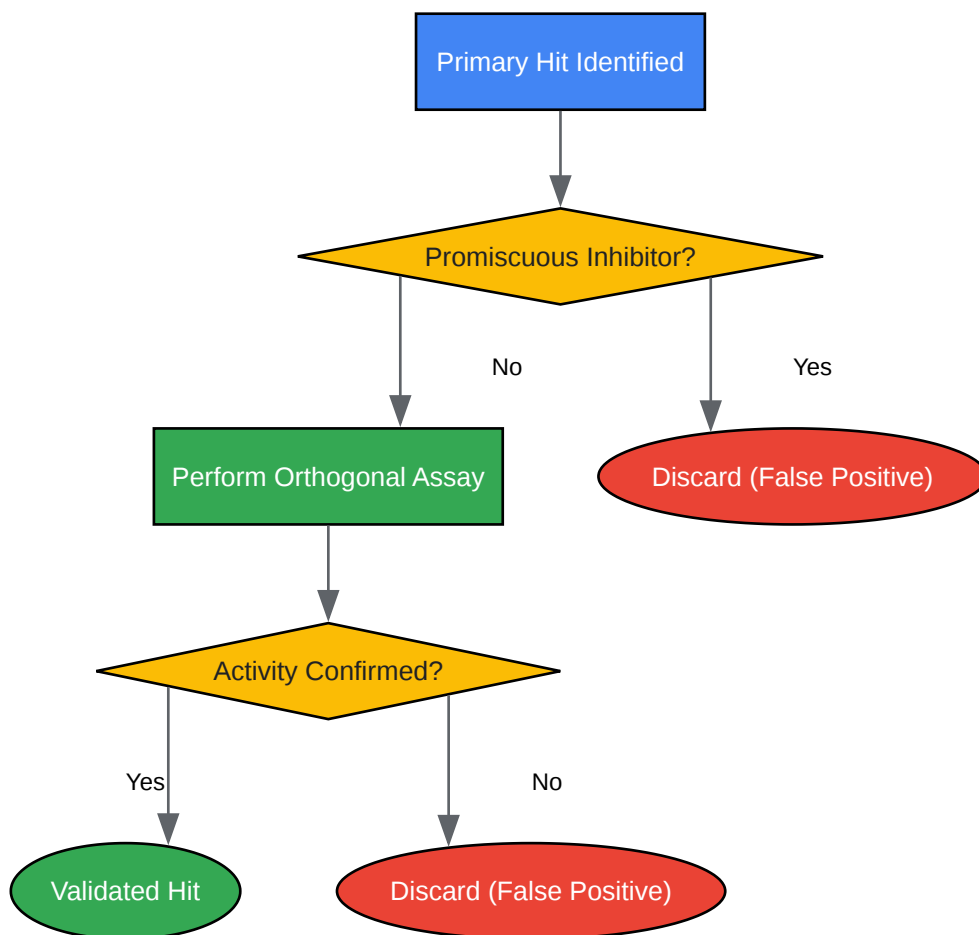 Primary Hit Identified
Promiscuous Inhibitor?
No
Yes
Perform Orthogonal Assay
Discard (False Positive)
Activity Confirmed?
Yes
No
Validated Hit
Discard (False Positive)